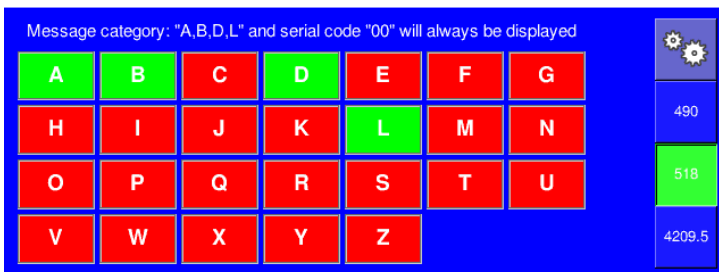 Message category: "A,B,D,L" and serial code "00" will always be displayed
A B C D E F G
H I J K L M N
O P Q R S T U
V W X Y Z
490
518
4209.5